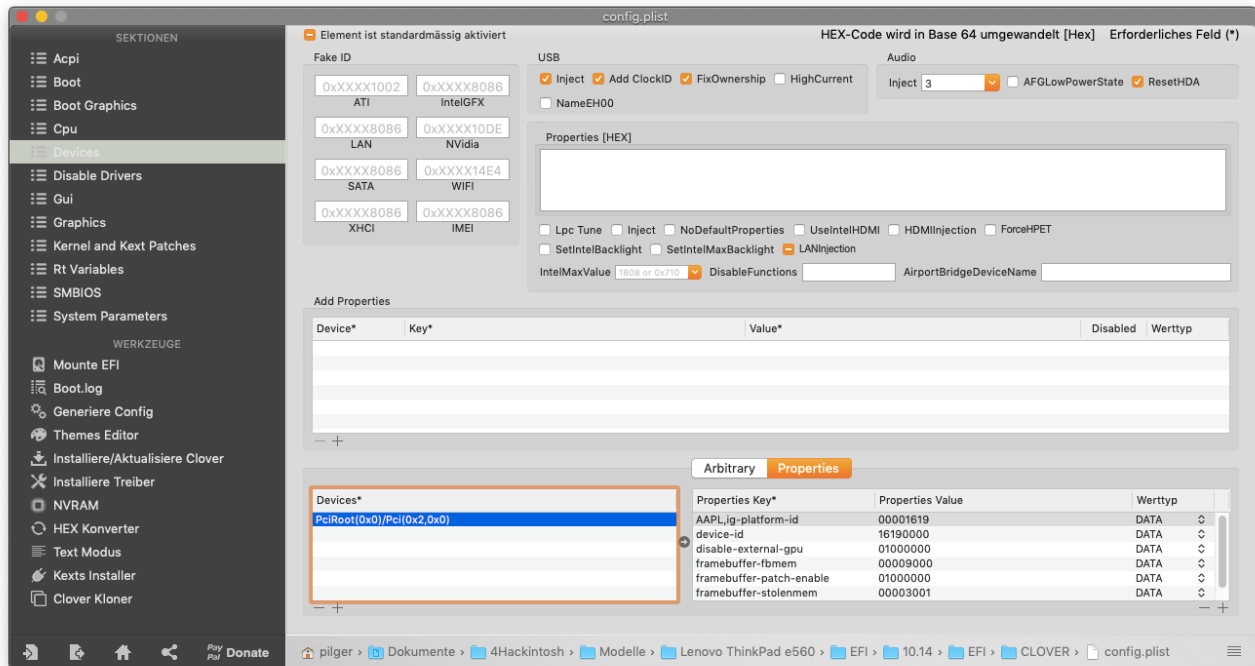 config.plist
SEKTIONEN
Acpi
Boot
Boot Graphics
Cpu
Devices
Disable Drivers
Gui
Graphics
Kernel and Kext Patches
Rt Variables
SMBIOS
System Parameters
WERKZEUGE
Mounte EFI
Boot.log
Generiere Config
Themes Editor
Installiere/Aktualisiere Clover
Installiere Treiber
NVRAM
HEX Konverter
Text Modus
Kexts Installer
Clover Kloner
Pay Pal Donate
Element ist standardmässig aktiviert HEX-Code wird in Base 64 umgewandelt [Hex] Erforderliches Feld (*)
Fake ID
0xXXXX1002 0xXXXX8086
ATI IntelGFX
0xXXXX8086 0xXXXX10DE
LAN NVidia
0xXXXX8086 0xXXXX14E4
SATA WIFI
0xXXXX8086 0xXXXX8086
XHCI IMEI
USB
Inject Add ClockID FixOwnership HighCurrent
NameEH00
Audio
Inject 3 AFGLowPowerState ResetHDA
Properties [HEX]
Lpc Tune Inject NoDefaultProperties UseIntelHDMI HDMIInjection ForceHPET
SetIntelBacklight SetIntelMaxBacklight LANInjection
IntelMaxValue 1808 or 0x710 DisableFunctions AirportBridgeDeviceName
Add Properties
Device* Key* Value* Disabled Werttyp
Arbitrary Properties
Devices*
PciRoot(0x0)/Pci(0x2,0x0)
Properties Key* Properties Value Werttyp
AAPL,ig-platform-id 00001619 DATA
device-id 16190000 DATA
disable-external-gpu 01000000 DATA
framebuffer-fbmem 00009000 DATA
framebuffer-patch-enable 01000000 DATA
framebuffer-stolenmem 00003001 DATA
pilger › Dokumente › 4Hackintosh › Modelle › Lenovo ThinkPad e560 › EFI › 10.14 › EFI › CLOVER › config.plist